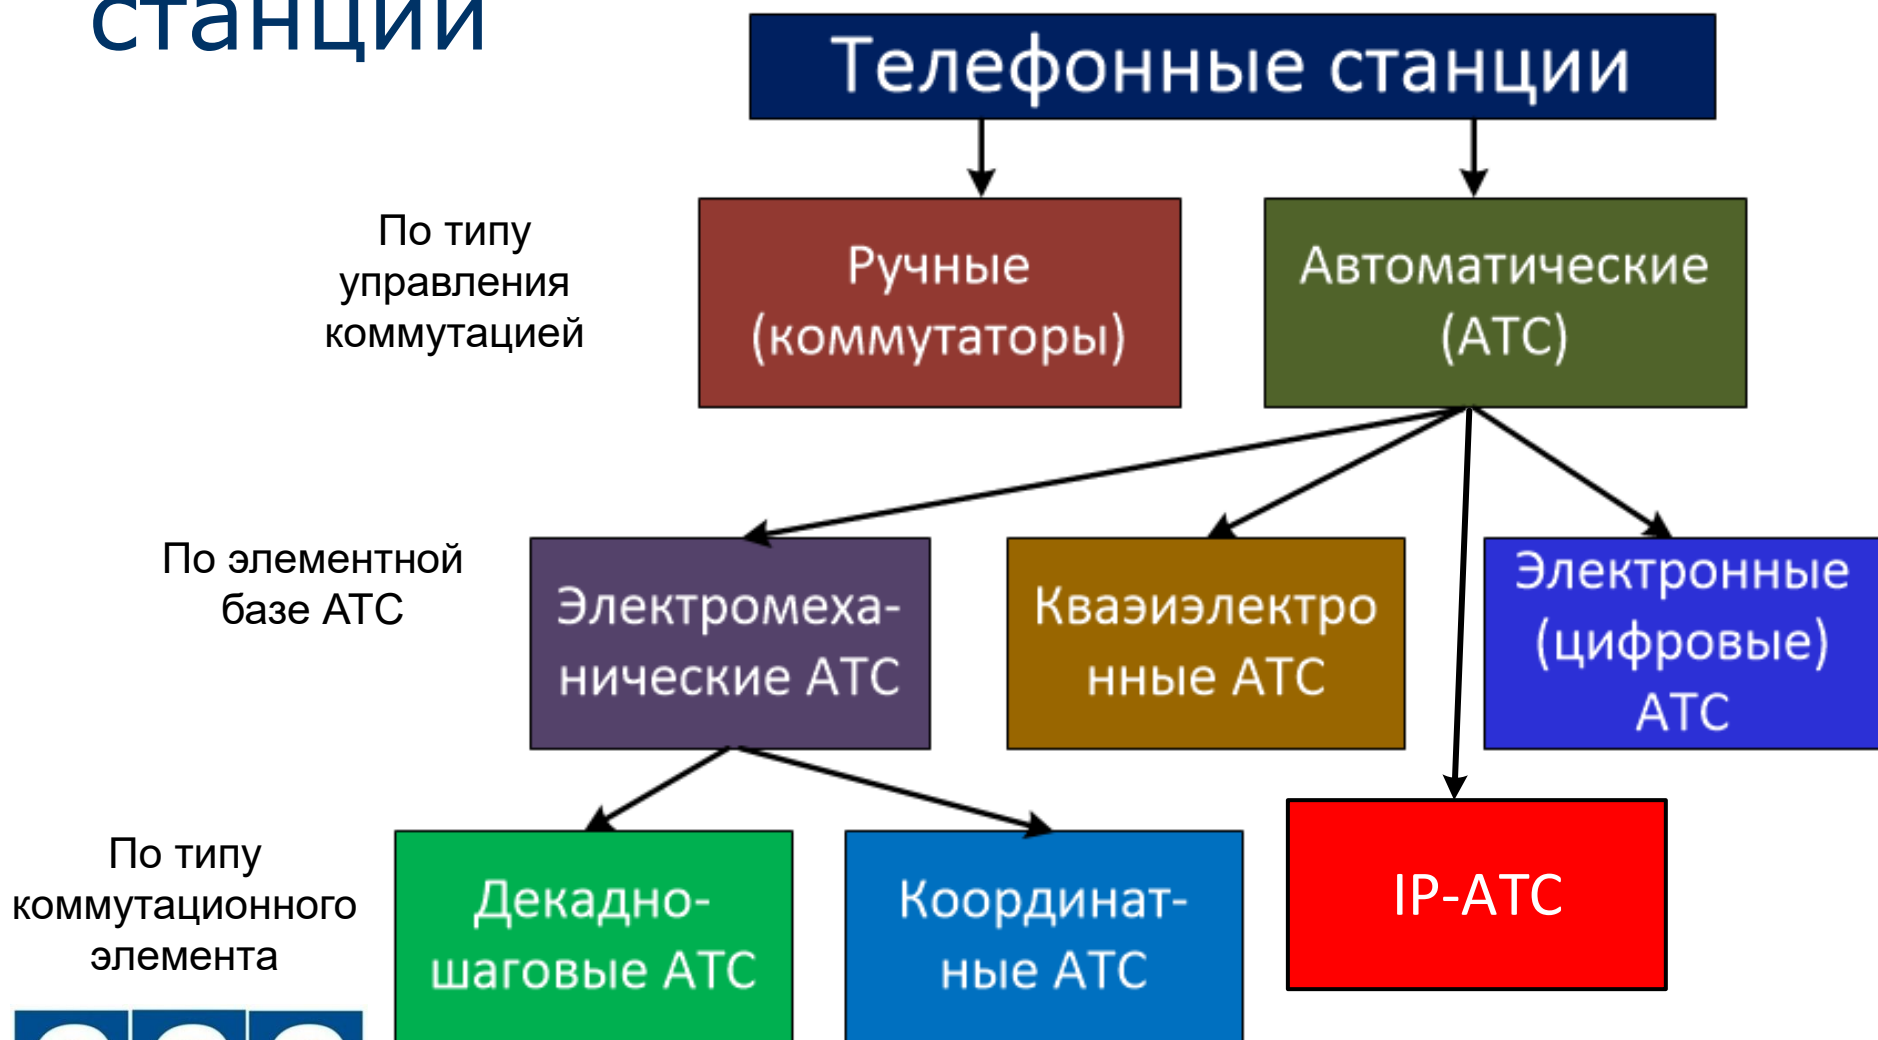 станции
Телефонные станции
По типу
управления
коммутацией
Ручные
(коммутаторы)
Автоматические
(АТС)
По элементной
базе АТС
Электромеха-
нические АТС
Кваэиэлектро
нные АТС
Электронные
(цифровые)
АТС
По типу
коммутационного
элемента
Декадно-
шаговые АТС
Координат-
ные АТС
IP-АТС